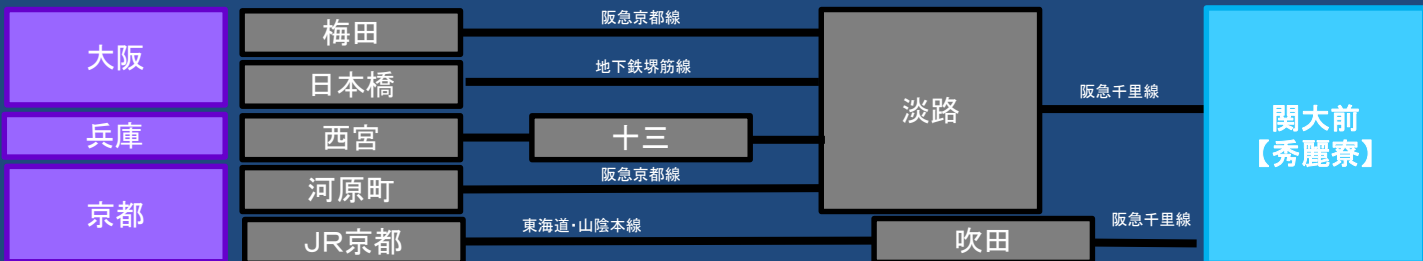 大阪
梅田
阪急京都線
日本橋
地下鉄堺筋線
兵庫
西宮
十三
京都
河原町
阪急京都線
JR京都
東海道・山陰本線
淡路
阪急千里線
吹田
阪急千里線
関大前
【秀麗寮】